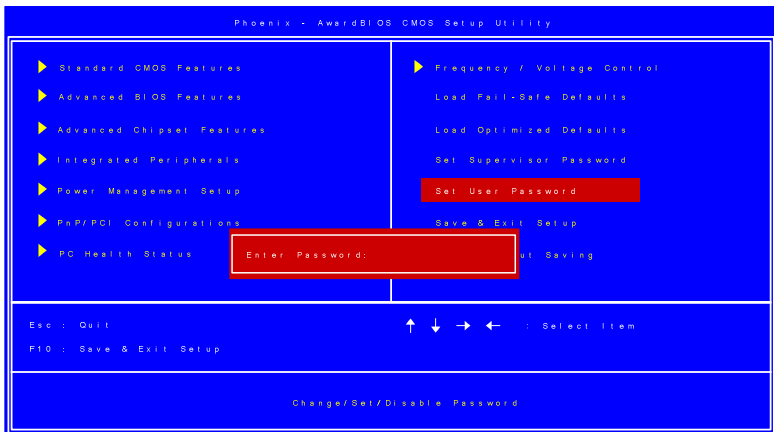 Phoenix - AwardBIOS CMOS Setup Utility
Standard CMOS Features
Advanced BIOS Features
Advanced Chipset Features
Integrated Peripherals
Power Management Setup
PnP/PCI Configurations
PC Health Status
Frequency / Voltage Control
Load Fail-Safe Defaults
Load Optimized Defaults
Set Supervisor Password
Set User Password
Save & Exit Setup
ut Saving
Enter Password:
Esc : Quit
F10 : Save & Exit Setup
↑ ↓ → ← : Select Item
Change/Set/Disable Password